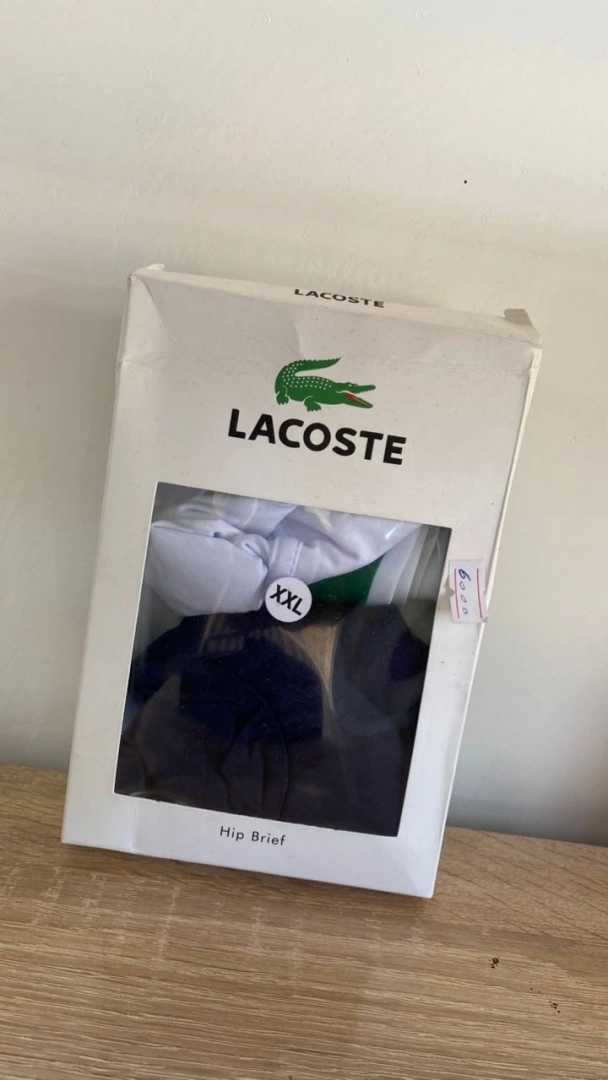 LACOSTE
LACOSTE
XXL
6000
Hip Brief